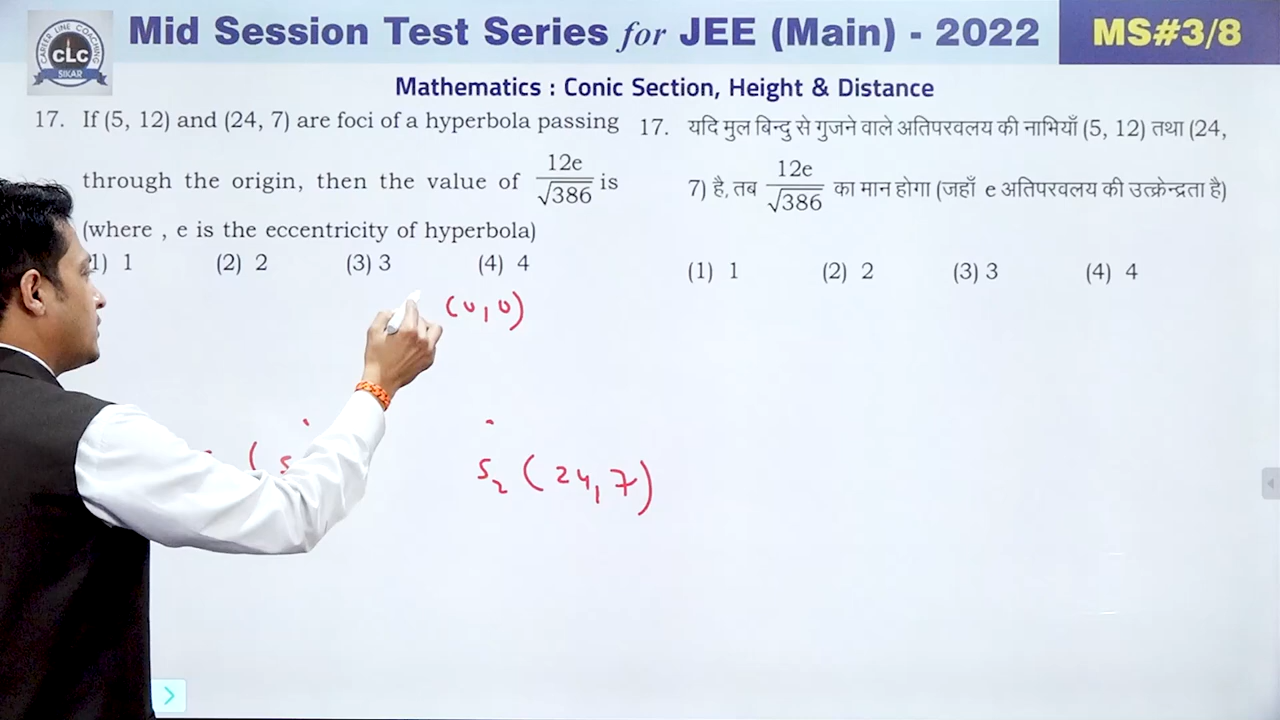 CAREER LINE COACHING
CLC
SIKAR
Mid Session Test Series for JEE (Main) - 2022
MS#3/8
Mathematics : Conic Section, Height & Distance
17. If (5, 12) and (24, 7) are foci of a hyperbola passing
through the origin, then the value of 12e/√386 is
(where , e is the eccentricity of hyperbola)
1) 1 (2) 2 (3) 3 (4) 4
17. यदि मुल बिन्दु से गुजने वाले अतिपरवलय की नाभियाँ (5, 12) तथा (24,
7) है, तब 12e/√386 का मान होगा (जहाँ e अतिपरवलय की उत्क्रेन्द्रता है)
(1) 1 (2) 2 (3) 3 (4) 4
(0,0)
(5
S2 (24,7)